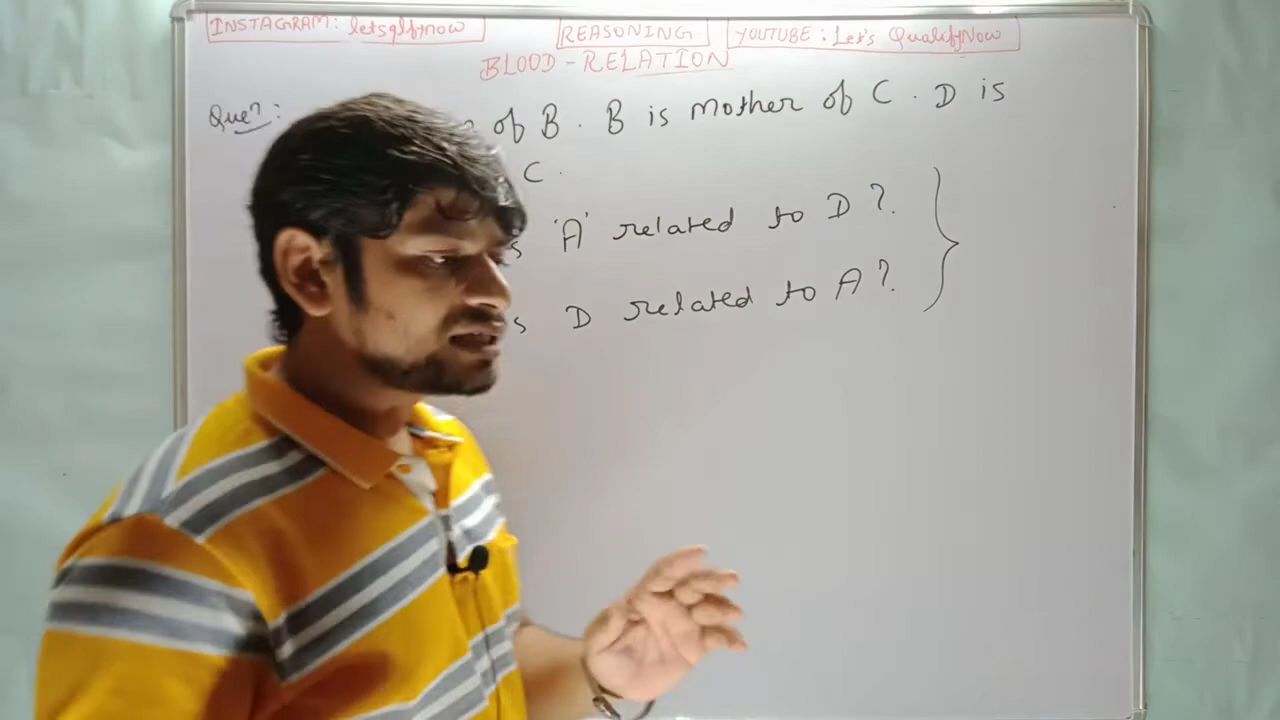 INSTAGRAM: letsqlfynow REASONING YOUTUBE: Let's QualifyNow
BLOOD-RELATION
Que?: of B. B is mother of C. D is
C.
'A' related to D?
D related to A?